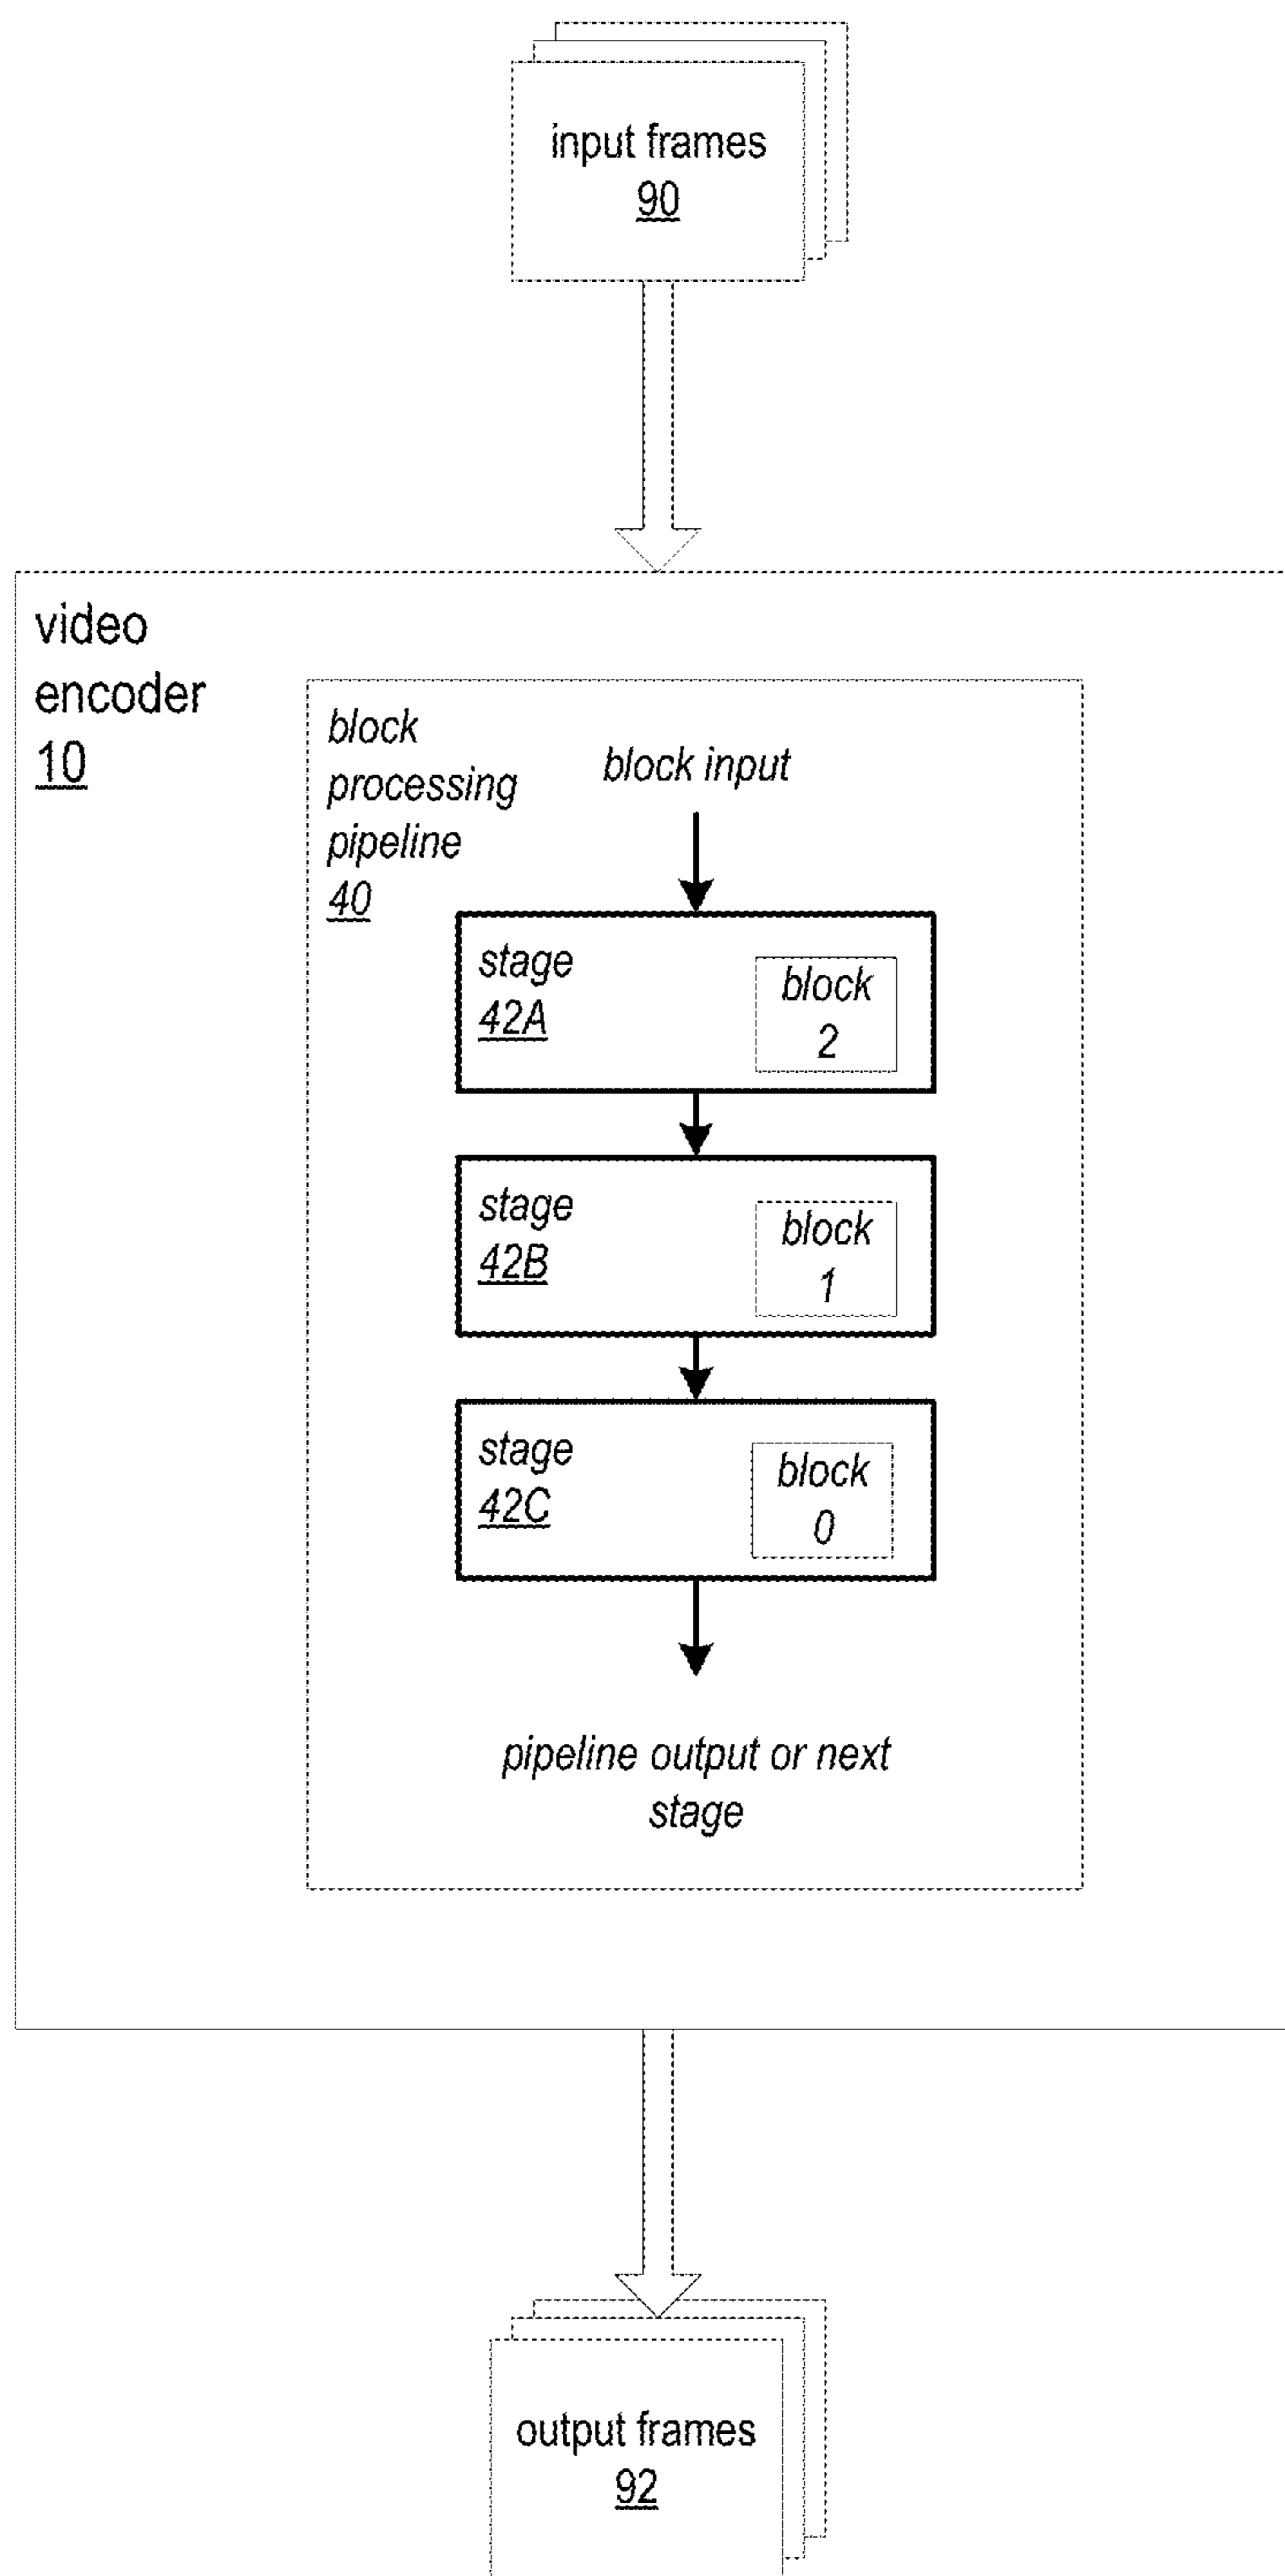 input frames
90
video
encoder
10
block
processing
pipeline
40
block input
stage
42A
block
2
stage
42B
block
1
stage
42C
block
0
pipeline output or next
stage
output frames
92